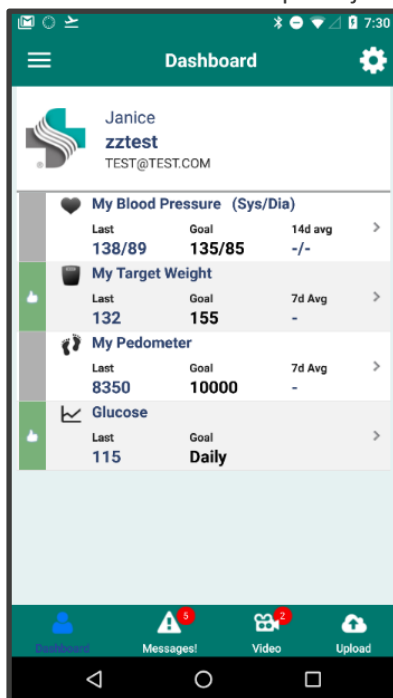 7:30
Dashboard
Janice
zztest
TEST@TEST.COM
My Blood Pressure (Sys/Dia)
Last Goal 14d avg
138/89 135/85 -/-
My Target Weight
Last Goal 7d Avg
132 155 -
My Pedometer
Last Goal 7d Avg
8350 10000 -
Glucose
Last Goal
115 Daily
5 2
Dashboard Messages! Video Upload